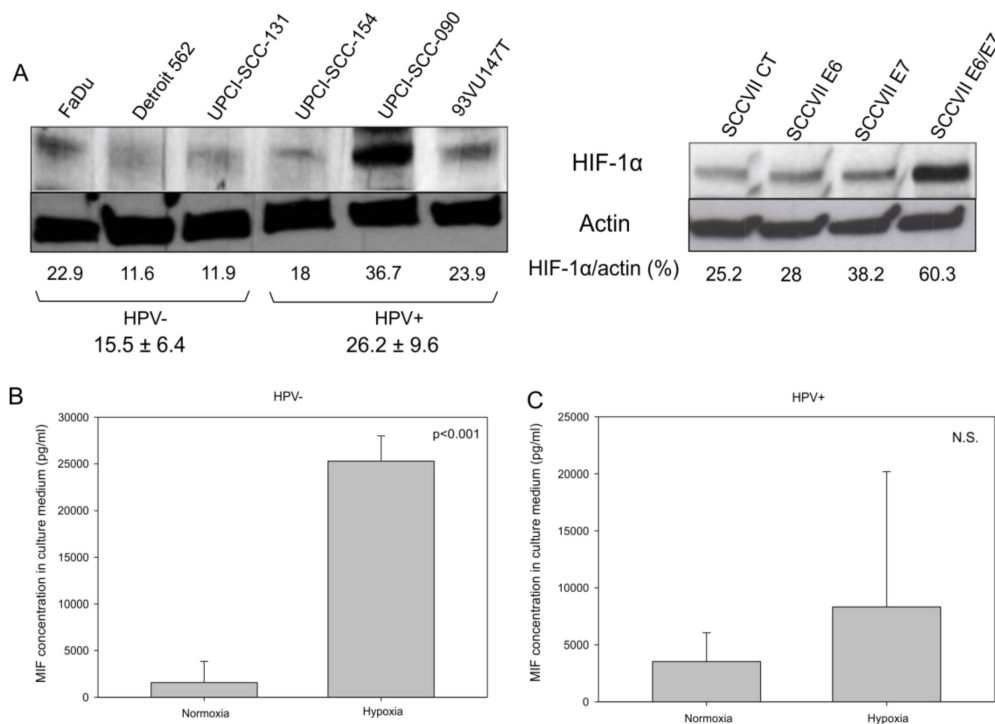 A
FaDu
Detroit 562
UPCI-SCC-131
UPCI-SCC-154
UPCI-SCC-090
93VU147T
SCCVII CT
SCCVII E6
SCCVII E7
SCCVII E6/E7
HIF-1α
Actin
22.9 11.6 11.9 18 36.7 23.9
HIF-1α/actin (%) 25.2 28 38.2 60.3
HPV- HPV+
15.5 ± 6.4 26.2 ± 9.6
B
HPV-
p<0.001
MIF concentration in culture medium (pg/ml)
30000
25000
20000
15000
10000
5000
0
Normoxia Hypoxia
C
HPV+
N.S.
MIF concentration in culture medium (pg/ml)
25000
20000
15000
10000
5000
0
Normoxia Hypoxia